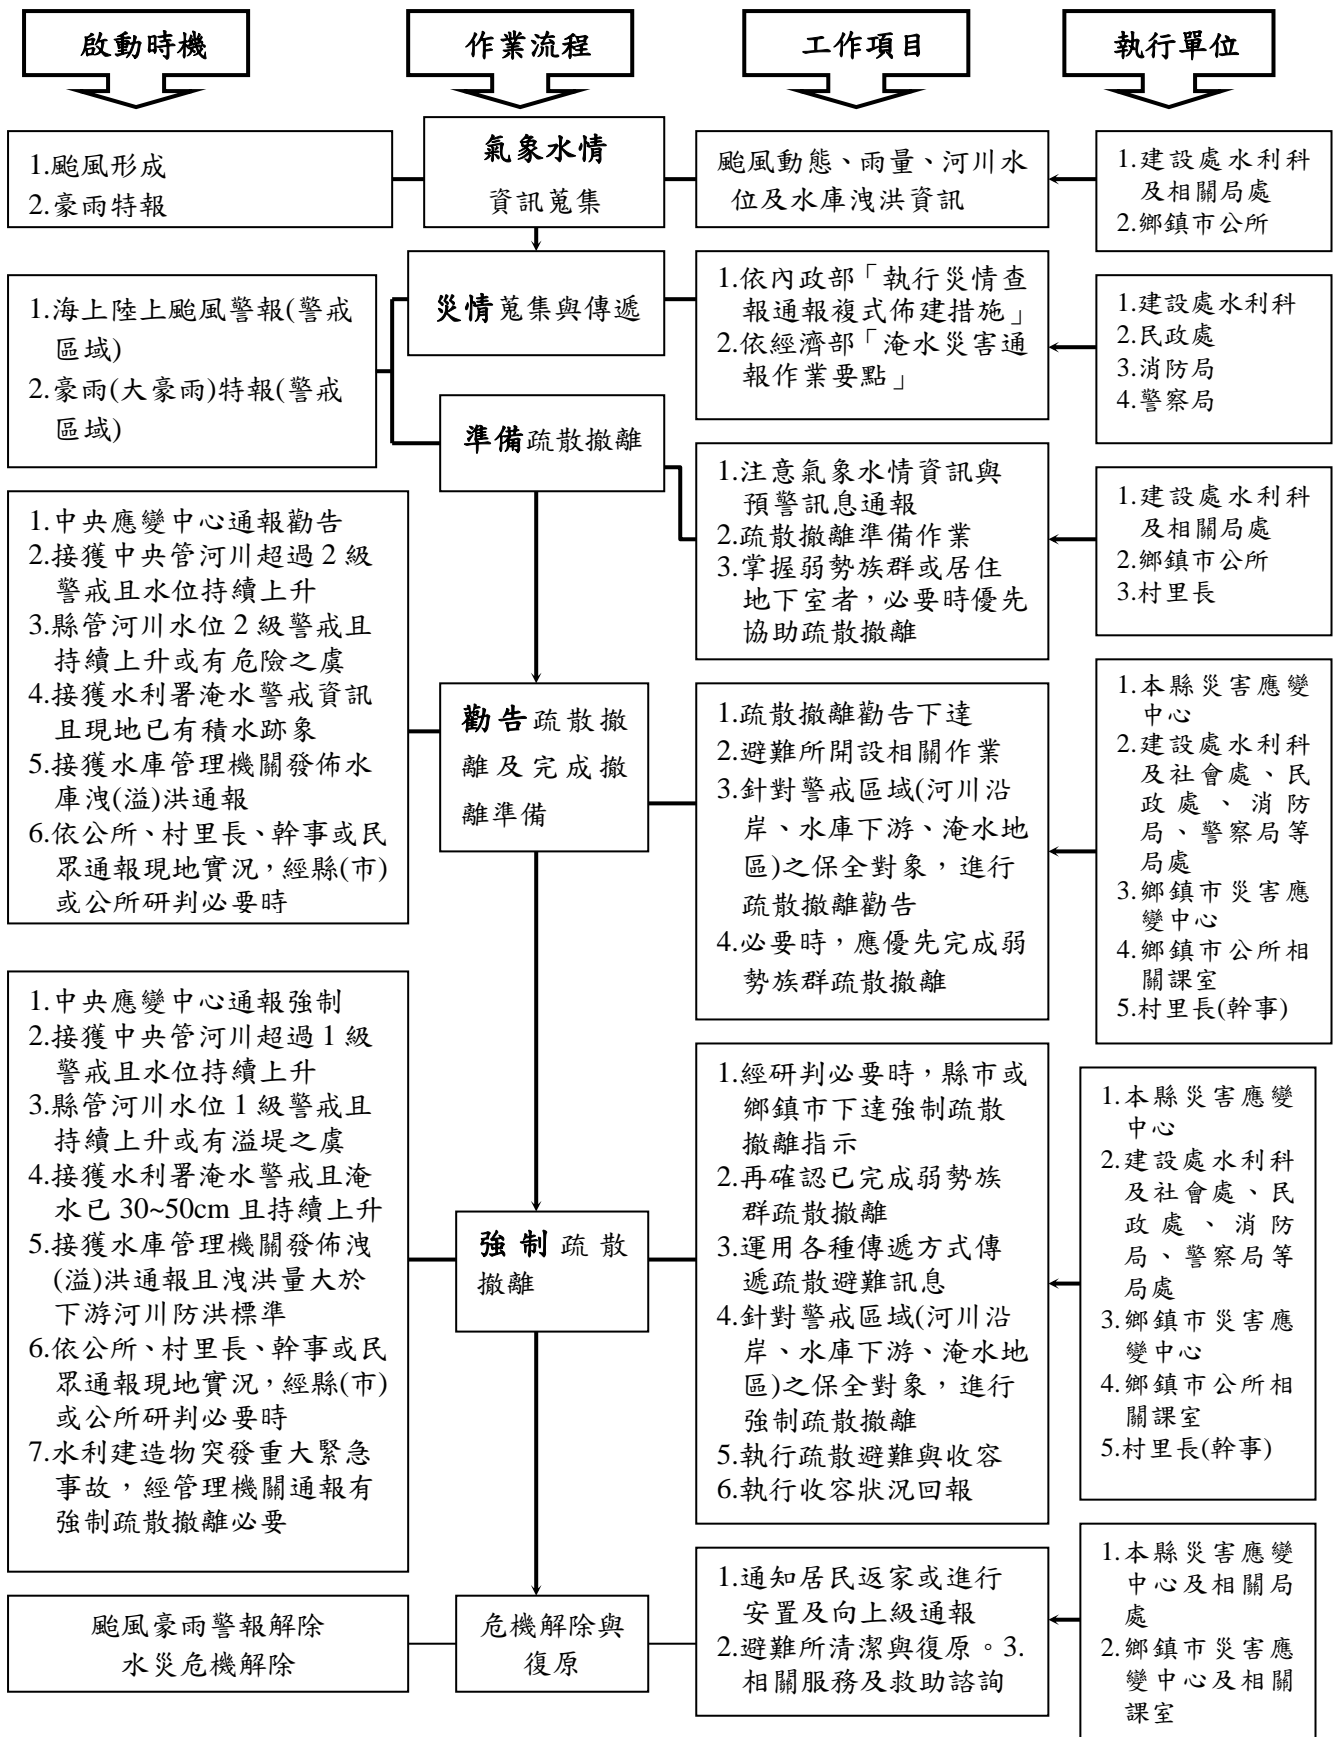 啟動時機
作業流程
工作項目
執行單位
1.颱風形成
2.豪雨特報
氣象水情
資訊蒐集
颱風動態、雨量、河川水
位及水庫洩洪資訊
1.建設處水利科
及相關局處
2.鄉鎮市公所
1.海上陸上颱風警報(警戒
區域)
2.豪雨(大豪雨)特報(警戒
區域)
災情蒐集與傳遞
1.依內政部「執行災情查
報通報複式佈建措施」
2.依經濟部「淹水災害通
報作業要點」
1.建設處水利科
2.民政處
3.消防局
4.警察局
準備疏散撤離
1.注意氣象水情資訊與
預警訊息通報
2.疏散撤離準備作業
3.掌握弱勢族群或居住
地下室者，必要時優先
協助疏散撤離
1.建設處水利科
及相關局處
2.鄉鎮市公所
3.村里長
1.中央應變中心通報勸告
2.接獲中央管河川超過 2 級
警戒且水位持續上升
3.縣管河川水位 2 級警戒且
持續上升或有危險之虞
4.接獲水利署淹水警戒資訊
且現地已有積水跡象
5.接獲水庫管理機關發佈水
庫洩(溢)洪通報
6.依公所、村里長、幹事或民
眾通報現地實況，經縣(市)
或公所研判必要時
勸告疏散撤
離及完成撤
離準備
1.疏散撤離勸告下達
2.避難所開設相關作業
3.針對警戒區域(河川沿
岸、水庫下游、淹水地
區)之保全對象，進行
疏散撤離勸告
4.必要時，應優先完成弱
勢族群疏散撤離
1.本縣災害應變
中心
2.建設處水利科
及社會處、民
政處、消防
局、警察局等
局處
3.鄉鎮市災害應
變中心
4.鄉鎮市公所相
關課室
5.村里長(幹事)
1.中央應變中心通報強制
2.接獲中央管河川超過 1 級
警戒且水位持續上升
3.縣管河川水位 1 級警戒且
持續上升或有溢堤之虞
4.接獲水利署淹水警戒且淹
水已 30~50cm 且持續上升
5.接獲水庫管理機關發佈洩
(溢)洪通報且洩洪量大於
下游河川防洪標準
6.依公所、村里長、幹事或民
眾通報現地實況，經縣(市)
或公所研判必要時
7.水利建造物突發重大緊急
事故，經管理機關通報有
強制疏散撤離必要
強制疏散
撤離
1.經研判必要時，縣市或
鄉鎮市下達強制疏散
撤離指示
2.再確認已完成弱勢族
群疏散撤離
3.運用各種傳遞方式傳
遞疏散避難訊息
4.針對警戒區域(河川沿
岸、水庫下游、淹水地
區)之保全對象，進行
強制疏散撤離
5.執行疏散避難與收容
6.執行收容狀況回報
1.本縣災害應變
中心
2.建設處水利科
及社會處、民
政處、消防
局、警察局等
局處
3.鄉鎮市災害應
變中心
4.鄉鎮市公所相
關課室
5.村里長(幹事)
颱風豪雨警報解除
水災危機解除
危機解除與
復原
1.通知居民返家或進行
安置及向上級通報
2.避難所清潔與復原。3.
相關服務及救助諮詢
1.本縣災害應變
中心及相關局
處
2.鄉鎮市災害應
變中心及相關
課室